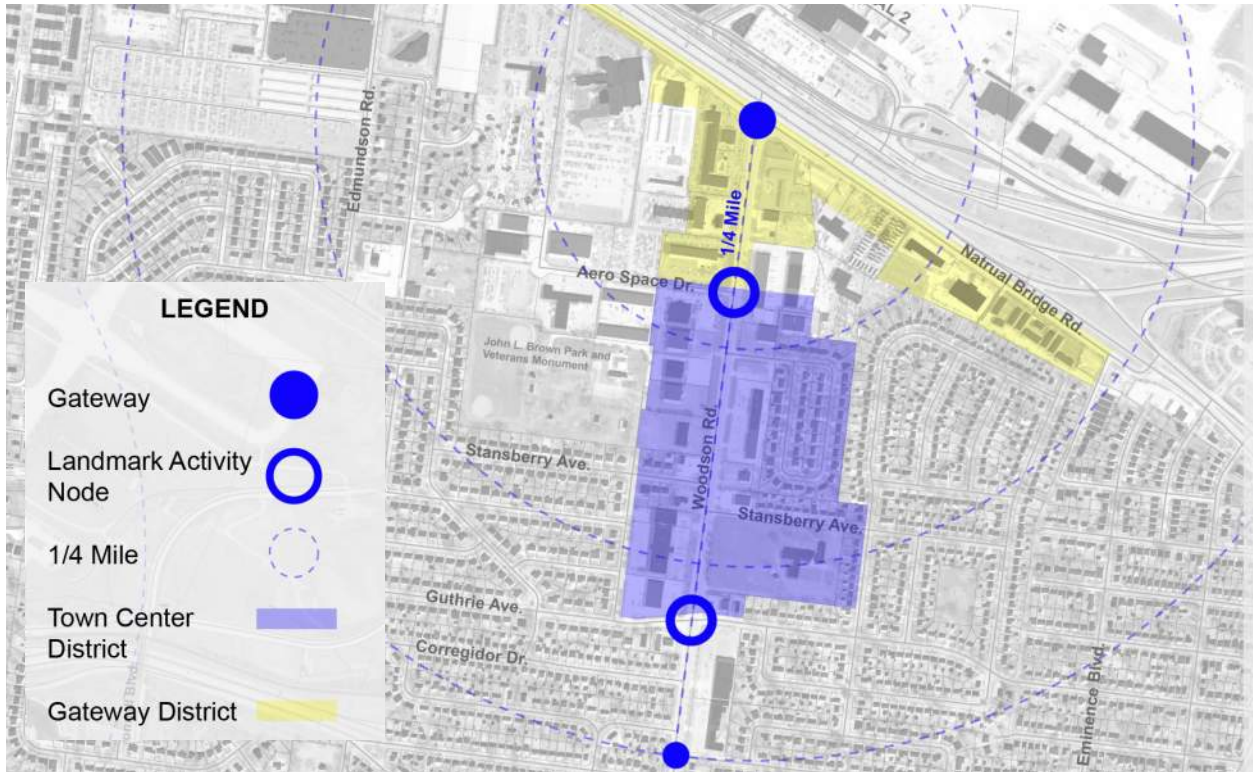 AL 2
Edmundson Rd.
1/4 Mile
Natrual Bridge Rd
Aero Space Dr.
LEGEND
John L. Brown Park and
Veterans Monument
Gateway
Woodson Rd.
Stansberry Ave.
Landmark Activity
Node
Stansberry Ave.
1/4 Mile
Guthrie Ave.
Town Center
District
Corregidor Dr.
Eminence Blvd.
Gateway District